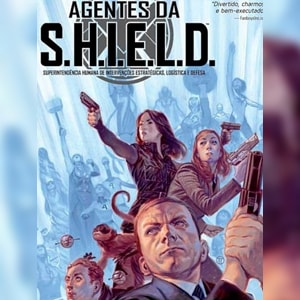 AGENTES DA
S.H.I.E.L.D.
SUPERINTENDÊNCIA HUMANA DE INTERVENÇÕES ESTRATÉGICAS, LOGÍSTICA E DEFESA
"Divertido, charmoso
e bem-executado